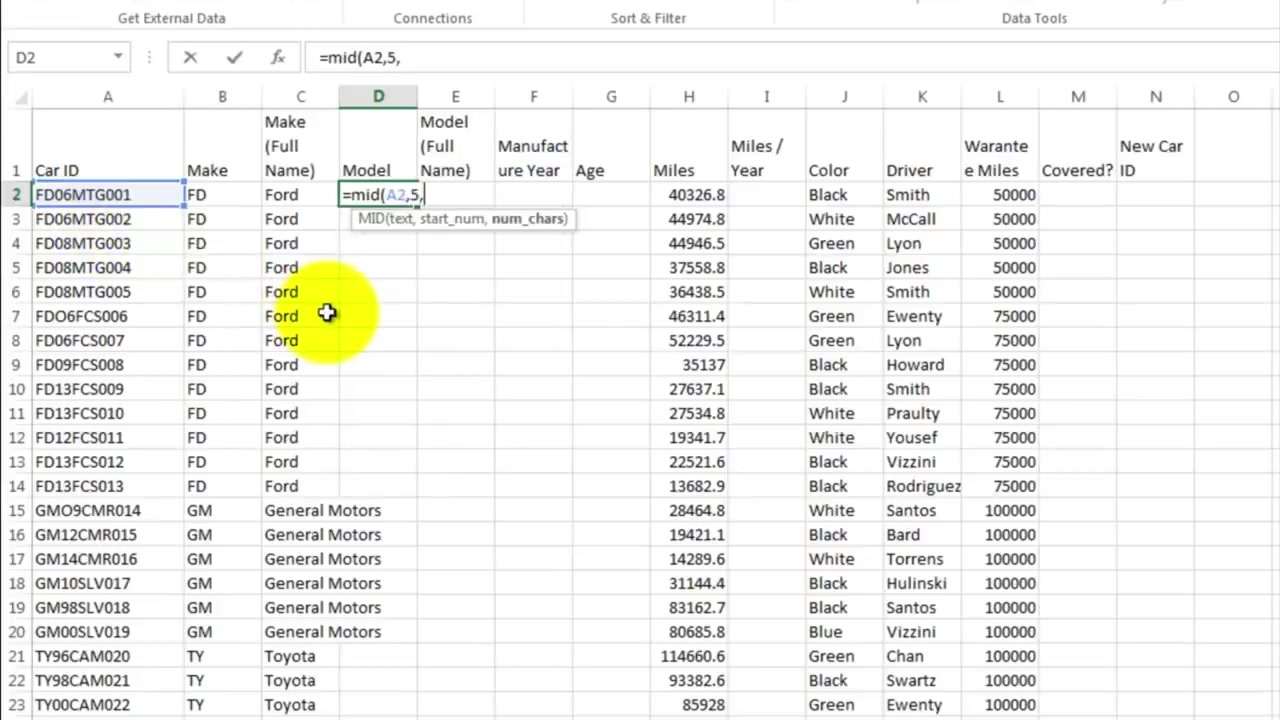 Get External Data Connections Sort & Filter Data Tools
D2 =mid(A2,5,
A B C D E F G H I J K L M N O
1 Car ID Make Make (Full Name) Model Model (Full Name) Manufacture Year Age Miles Miles / Year Color Driver Warantee Miles Covered? New Car ID
2 FD06MTG001 FD Ford =mid(A2,5, 40326.8 Black Smith 50000
MID(text, start_num, num_chars)
3 FD06MTG002 FD Ford 44974.8 White McCall 50000
4 FD08MTG003 FD Ford 44946.5 Green Lyon 50000
5 FD08MTG004 FD Ford 37558.8 Black Jones 50000
6 FD08MTG005 FD Ford 36438.5 White Smith 50000
7 FDO6FCS006 FD Ford 46311.4 Green Ewenty 75000
8 FD06FCS007 FD Ford 52229.5 Green Lyon 75000
9 FD09FCS008 FD Ford 35137 Black Howard 75000
10 FD13FCS009 FD Ford 27637.1 Black Smith 75000
11 FD13FCS010 FD Ford 27534.8 White Praulty 75000
12 FD12FCS011 FD Ford 19341.7 White Yousef 75000
13 FD13FCS012 FD Ford 22521.6 Black Vizzini 75000
14 FD13FCS013 FD Ford 13682.9 Black Rodriguez 75000
15 GMO9CMR014 GM General Motors 28464.8 White Santos 100000
16 GM12CMR015 GM General Motors 19421.1 Black Bard 100000
17 GM14CMR016 GM General Motors 14289.6 White Torrens 100000
18 GM10SLV017 GM General Motors 31144.4 Black Hulinski 100000
19 GM98SLV018 GM General Motors 83162.7 Black Santos 100000
20 GM00SLV019 GM General Motors 80685.8 Blue Vizzini 100000
21 TY96CAM020 TY Toyota 114660.6 Green Chan 100000
22 TY98CAM021 TY Toyota 93382.6 Black Swartz 100000
23 TY00CAM022 TY Toyota 85928 Green Ewenty 100000